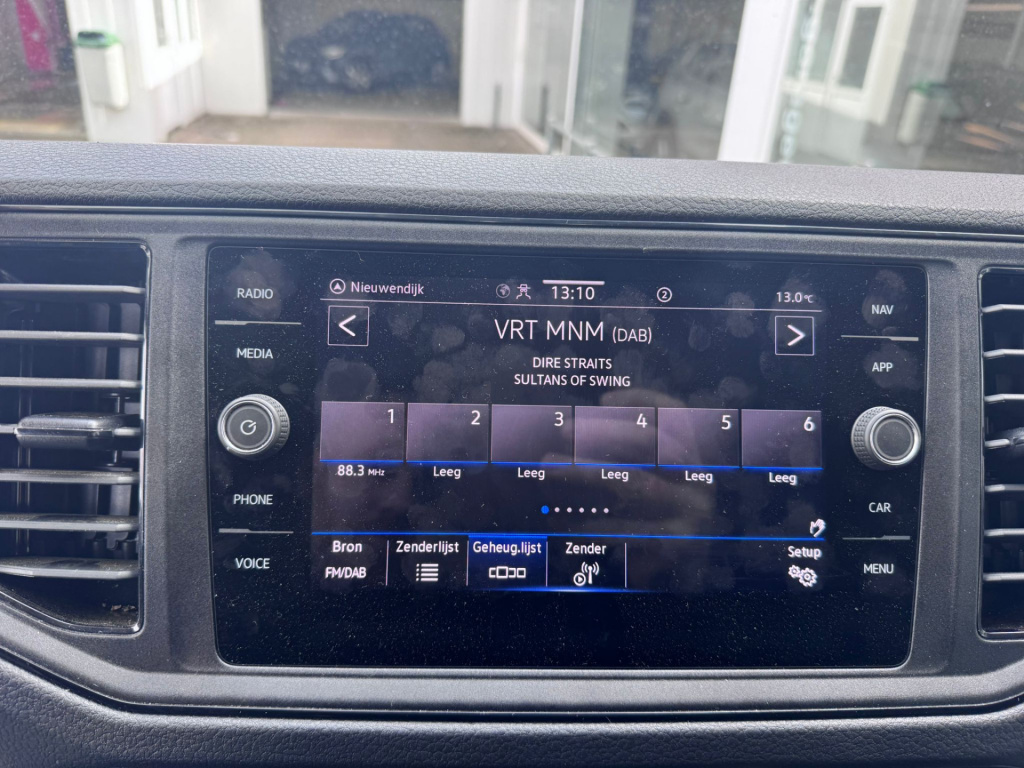 RADIO
MEDIA
PHONE
VOICE
Nieuwendijk
13:10
2
13.0°C
VRT MNM (DAB)
DIRE STRAITS
SULTANS OF SWING
1 2 3 4 5 6
88.3 MHz Leeg Leeg Leeg Leeg Leeg
Bron Zenderlijst Geheug.lijst Zender Setup
FM/DAB
NAV
APP
CAR
MENU